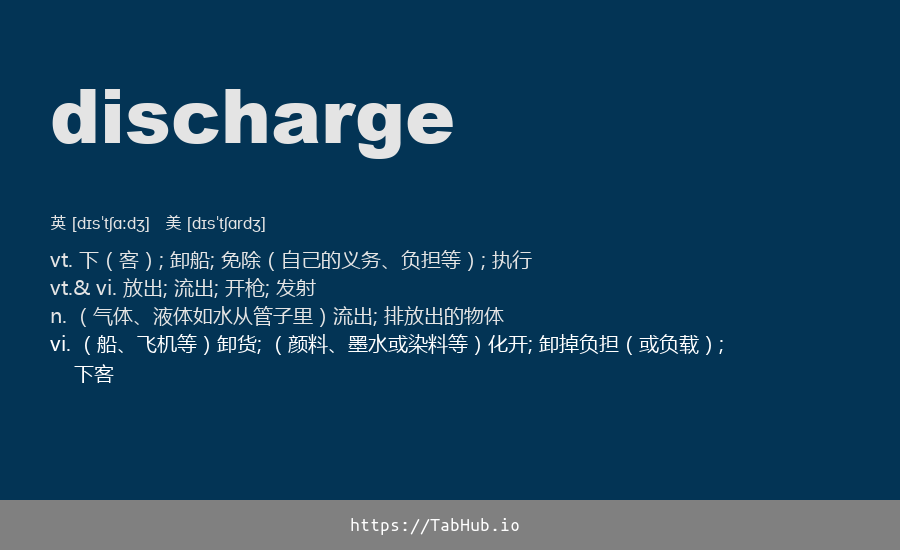 discharge
英 [dɪsˈtʃɑːdʒ] 美 [dɪsˈtʃɑrdʒ]
vt. 下（客）; 卸船; 免除（自己的义务、负担等）; 执行
vt.& vi. 放出; 流出; 开枪; 发射
n. （气体、液体如水从管子里）流出; 排放出的物体
vi. （船、飞机等）卸货; （颜料、墨水或染料等）化开; 卸掉负担（或负载）;
下客
https://TabHub.io